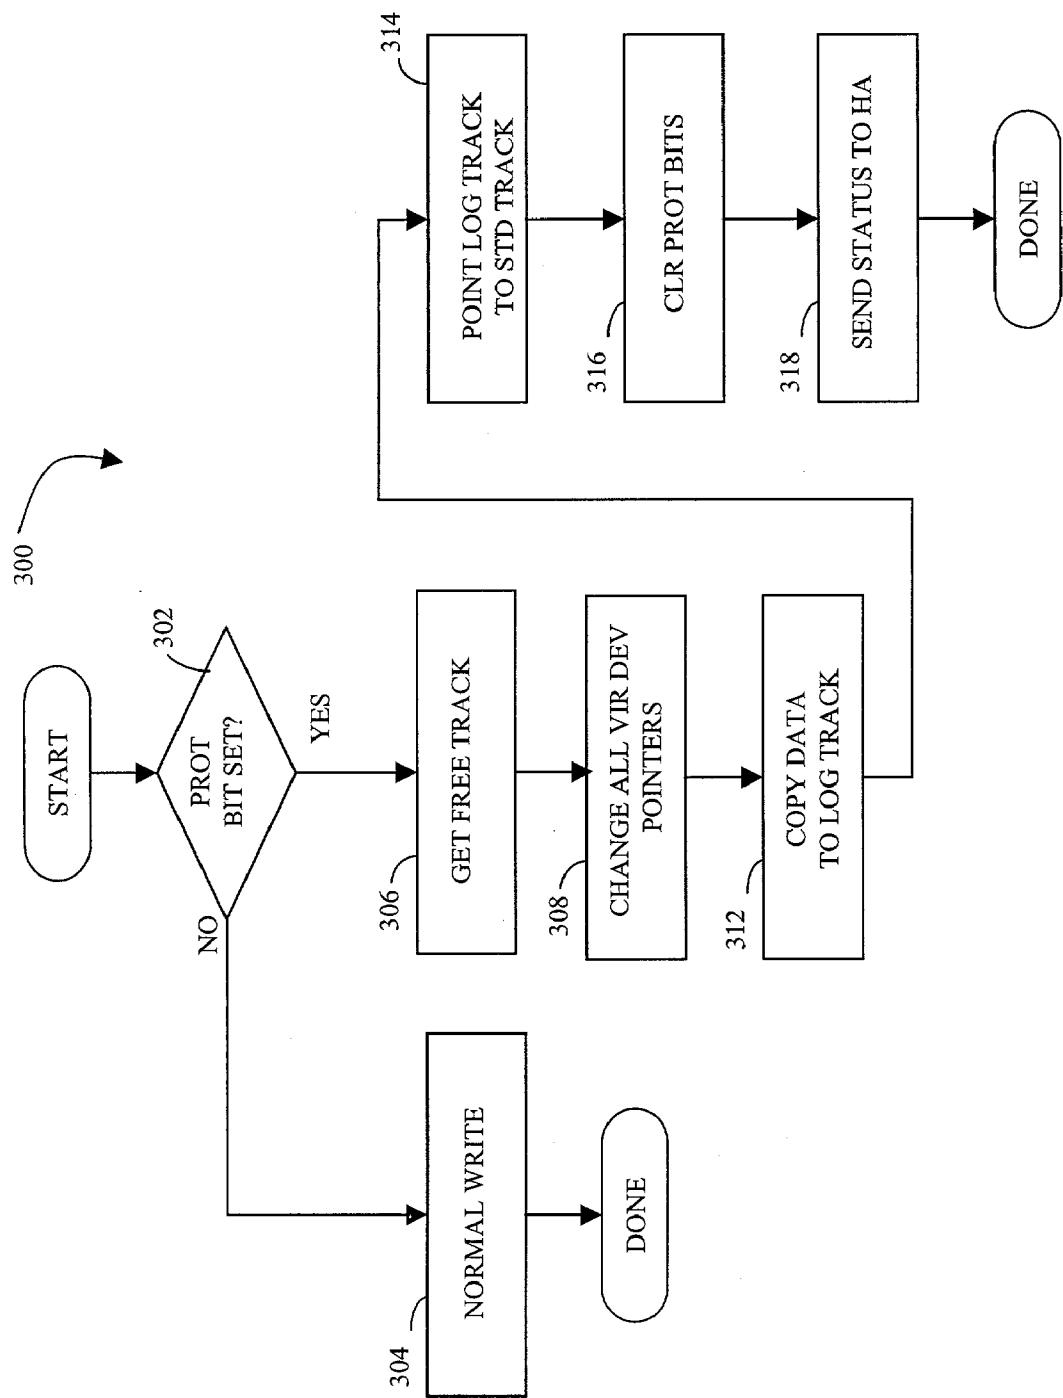 300
START
302
PROT
BIT SET?
NO
YES
304
NORMAL WRITE
DONE
306
GET FREE TRACK
308
CHANGE ALL VIR DEV
POINTERS
312
COPY DATA
TO LOG TRACK
314
POINT LOG TRACK
TO STD TRACK
316
CLR PROT BITS
318
SEND STATUS TO HA
DONE